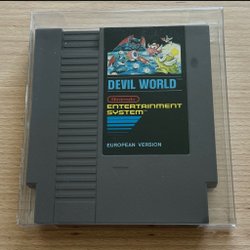 DEVIL WORLD
Nintendo
ENTERTAINMENT
SYSTEM
EUROPEAN VERSION